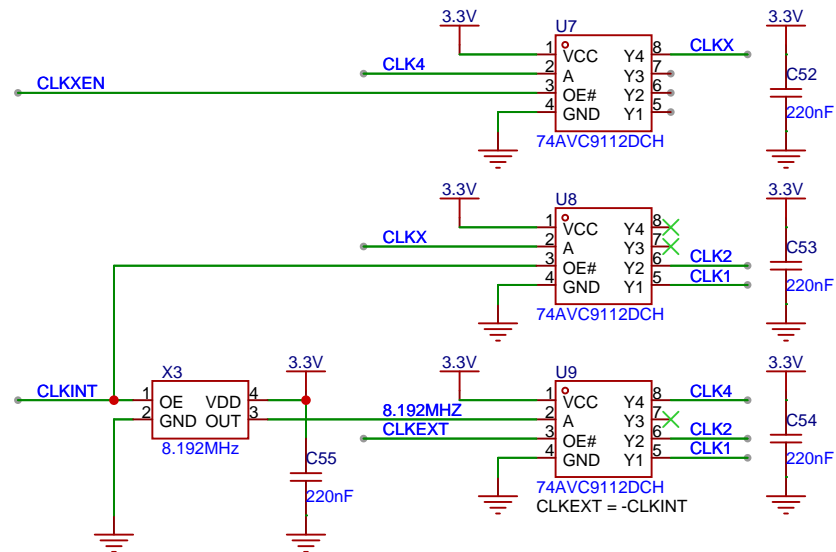 3.3V
U7
1 VCC Y4 8 CLKX
CLK4 2 A Y3 7
CLKXEN 3 OE# Y2 6
4 GND Y1 5
74AVC9112DCH
C52
220nF
3.3V
3.3V
U8
1 VCC Y4 8
CLKX 2 A Y3 7
3 OE# Y2 6 CLK2
4 GND Y1 5 CLK1
74AVC9112DCH
C53
220nF
3.3V
CLKINT
X3
1 OE VDD 4
2 GND OUT 3
8.192MHz
3.3V
C55
220nF
3.3V
U9
1 VCC Y4 8 CLK4
8.192MHZ 2 A Y3 7
CLKEXT 3 OE# Y2 6 CLK2
4 GND Y1 5 CLK1
74AVC9112DCH
CLKEXT = -CLKINT
3.3V
C54
220nF